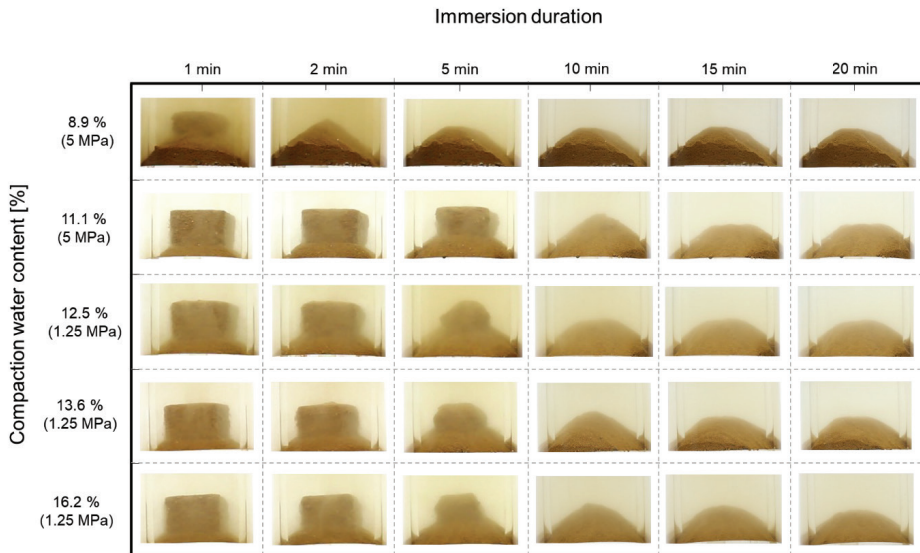 Immersion duration
1 min 2 min 5 min 10 min 15 min 20 min
Compaction water content [%]
8.9 %
(5 MPa)
11.1 %
(5 MPa)
12.5 %
(1.25 MPa)
13.6 %
(1.25 MPa)
16.2 %
(1.25 MPa)